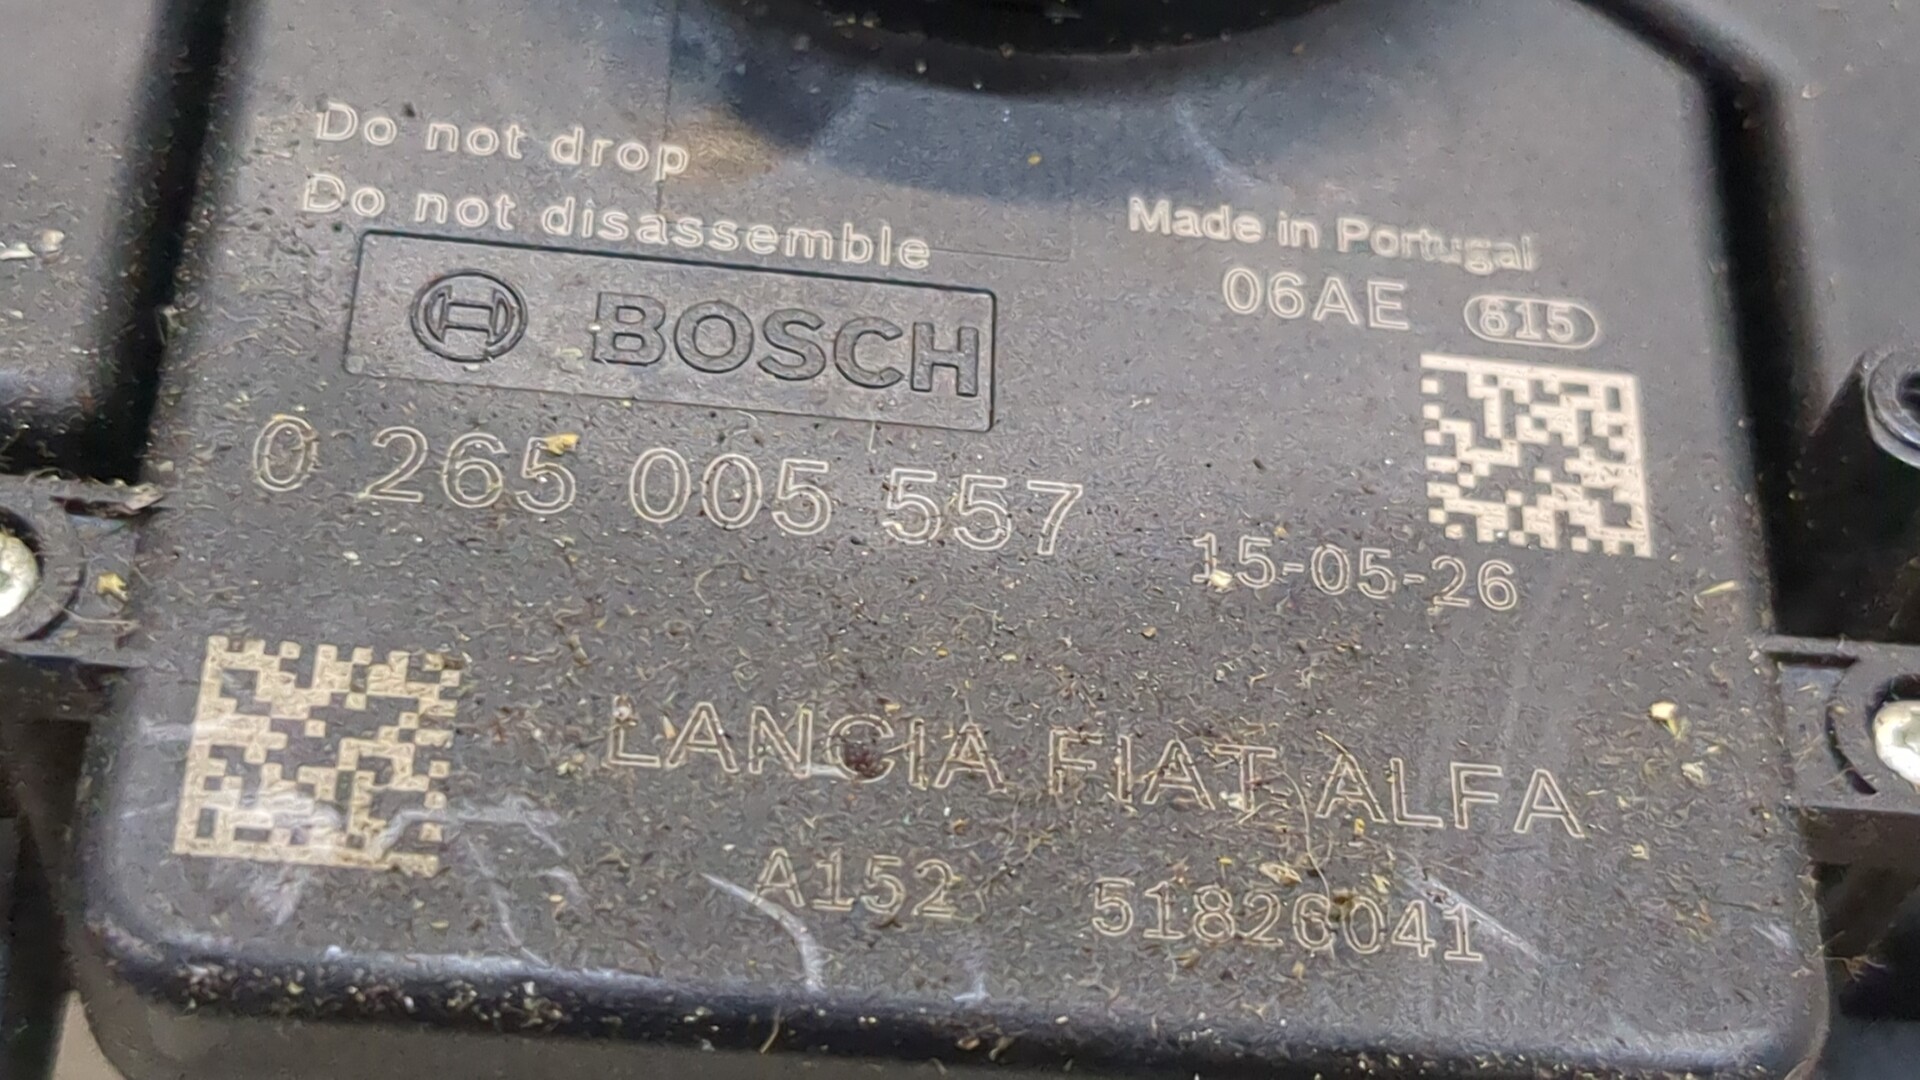 Do not drop
Do not disassemble
BOSCH
Made in Portugal
06AE 615
0 265 005 557
15-05-26
LANCIA FIAT ALFA
A152 51826041